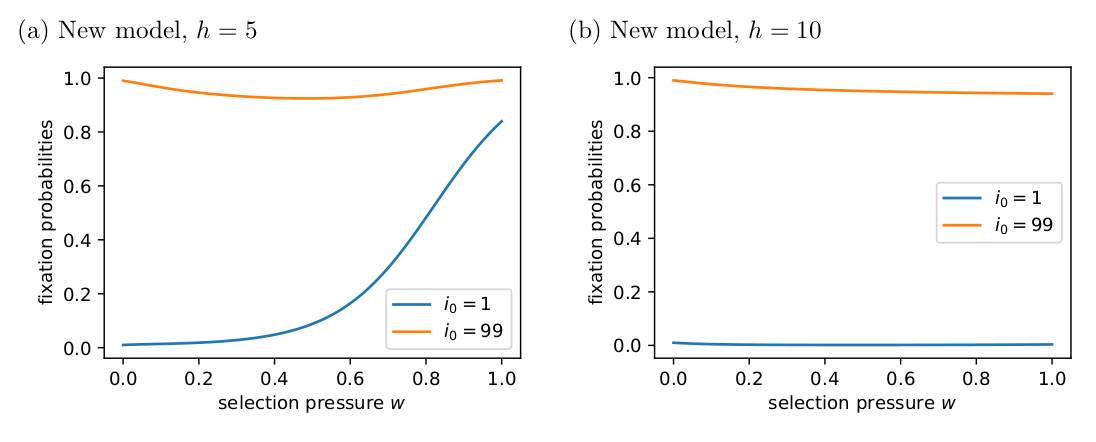 (a) New model, h = 5
1.0
0.8
0.6
0.4
0.2
0.0
fixation probabilities
i₀ = 1
i₀ = 99
0.0 0.2 0.4 0.6 0.8 1.0
selection pressure w
(b) New model, h = 10
1.0
0.8
0.6
0.4
0.2
0.0
fixation probabilities
i₀ = 1
i₀ = 99
0.0 0.2 0.4 0.6 0.8 1.0
selection pressure w